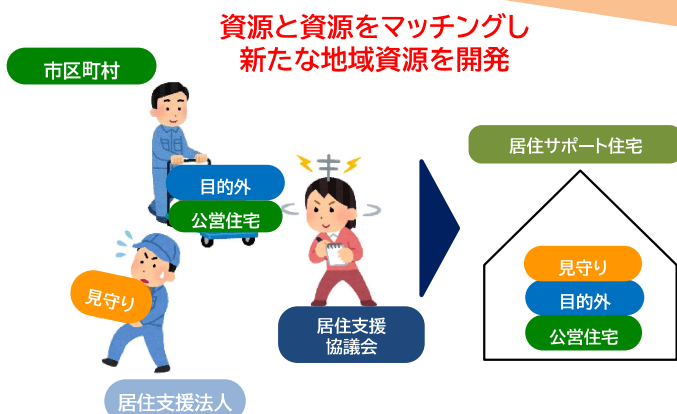 資源と資源をマッチングし
新たな地域資源を開発
市区町村
目的外
公営住宅
見守り
居住支援法人
居住支援
協議会
居住サポート住宅
見守り
目的外
公営住宅